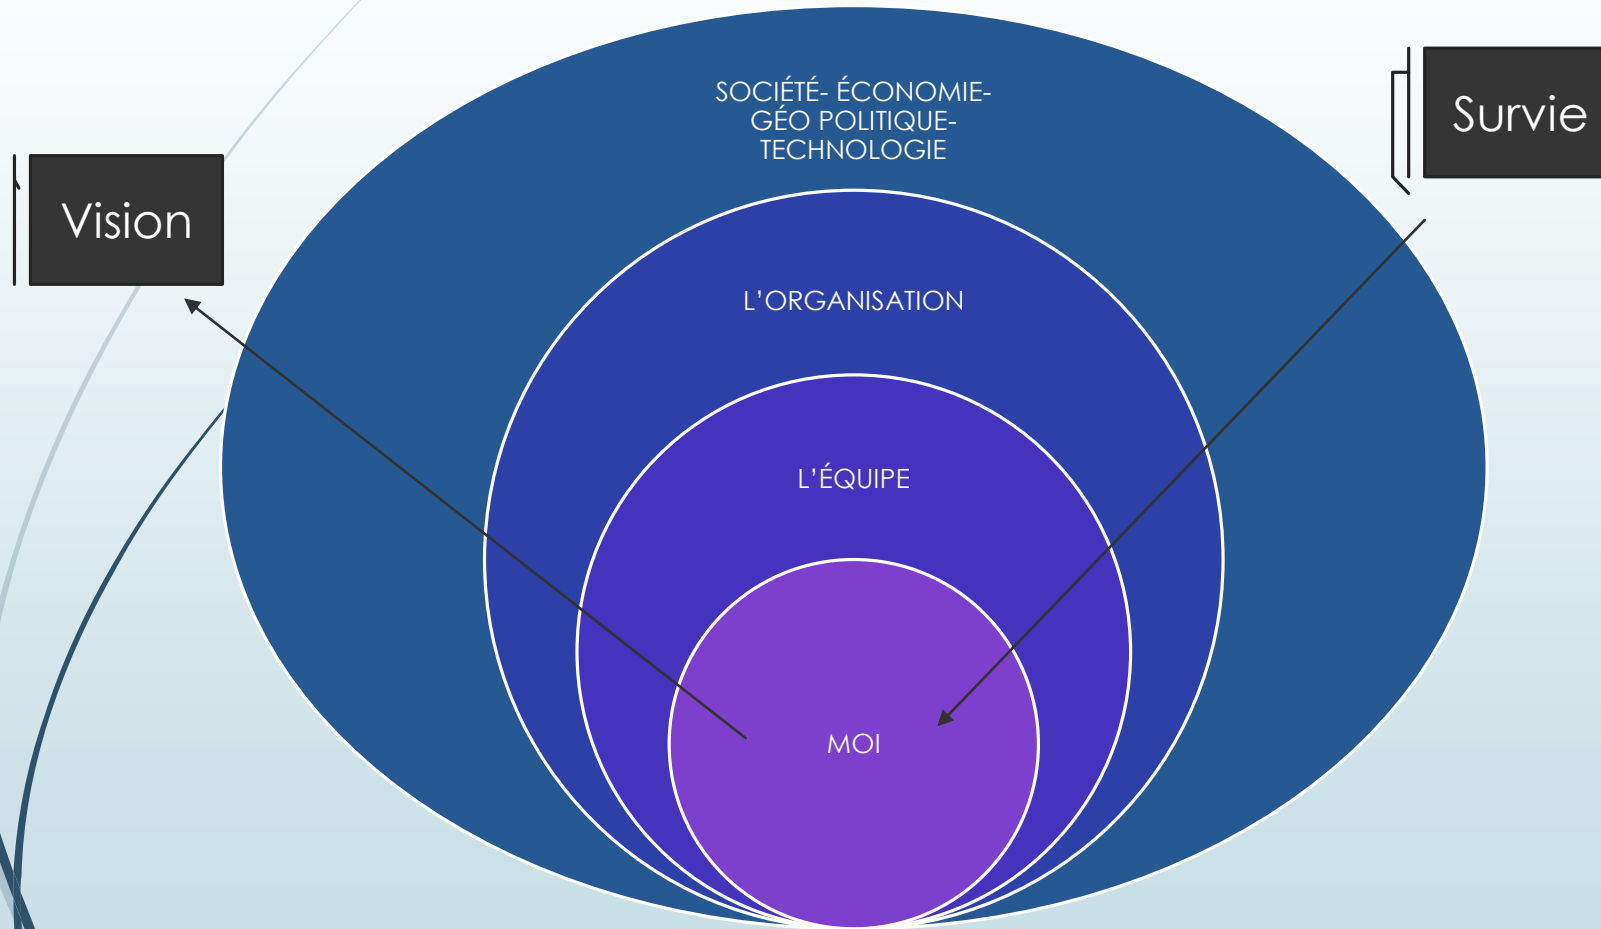 SOCIÉTÉ- ÉCONOMIE-
GÉO POLITIQUE-
TECHNOLOGIE
Survie
Vision
L’ORGANISATION
L’ÉQUIPE
MOI